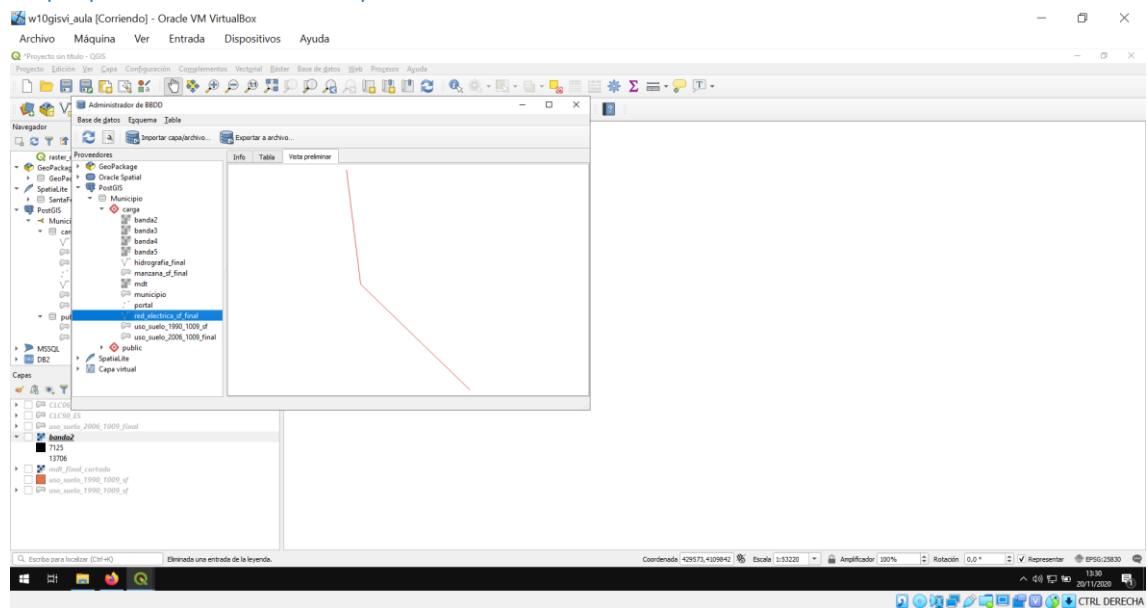 w10gisvi_aula [Corriendo] - Oracle VM VirtualBox
Archivo Máquina Ver Entrada Dispositivos Ayuda
*Proyecto sin título - QGIS
Proyecto Edición Ver Capa Configuración Complementos Vectorial Ráster Base de datos Web Procesos Ayuda
Administrador de BBDD
Base de datos Esquema Tabla
Importar capa/archivo... Exportar a archivo...
Navegador
Proveedores
Info Tabla Vista preliminar
GeoPackage
Oracle Spatial
PostGIS
Municipio
carga
banda2
banda3
banda4
banda5
hidrografia_final
manzana_sf_final
mdt
municipio
portal
red_electrica_sf_final
uso_suelo_1990_1009_sf
uso_suelo_2006_1009_final
public
SpatiaLite
Capa virtual
SpatiaLite
PostGIS
MSSQL
DB2
Capas
CLC90_ES
uso_suelo_2006_1009_final
banda2
7125
13706
mdt_final_cortado
uso_suelo_1990_1009_sf
uso_suelo_1990_1009_sf
Escriba para localizar (Ctrl+K) Eliminada una entrada de la leyenda. Coordenada 429573,4109842 Escala 1:53220 Amplificador 100% Rotación 0,0 ° Representar EPSG:25830
13:30
20/11/2020
CTRL DERECHA